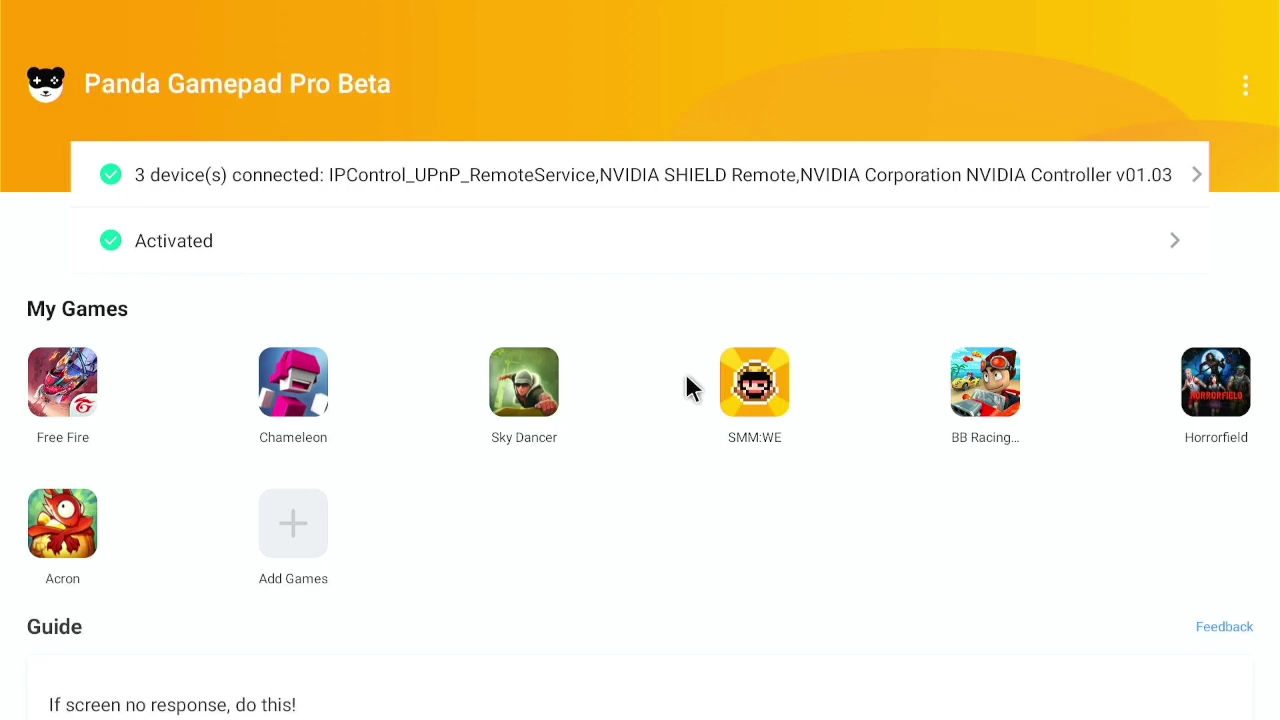 Panda Gamepad Pro Beta
3 device(s) connected: IPControl_UPnP_RemoteService,NVIDIA SHIELD Remote,NVIDIA Corporation NVIDIA Controller v01.03
Activated
My Games
HORRORFIELD
Free Fire
Chameleon
Sky Dancer
SMM:WE
BB Racing...
Horrorfield
Acron
Add Games
Guide
Feedback
If screen no response, do this!